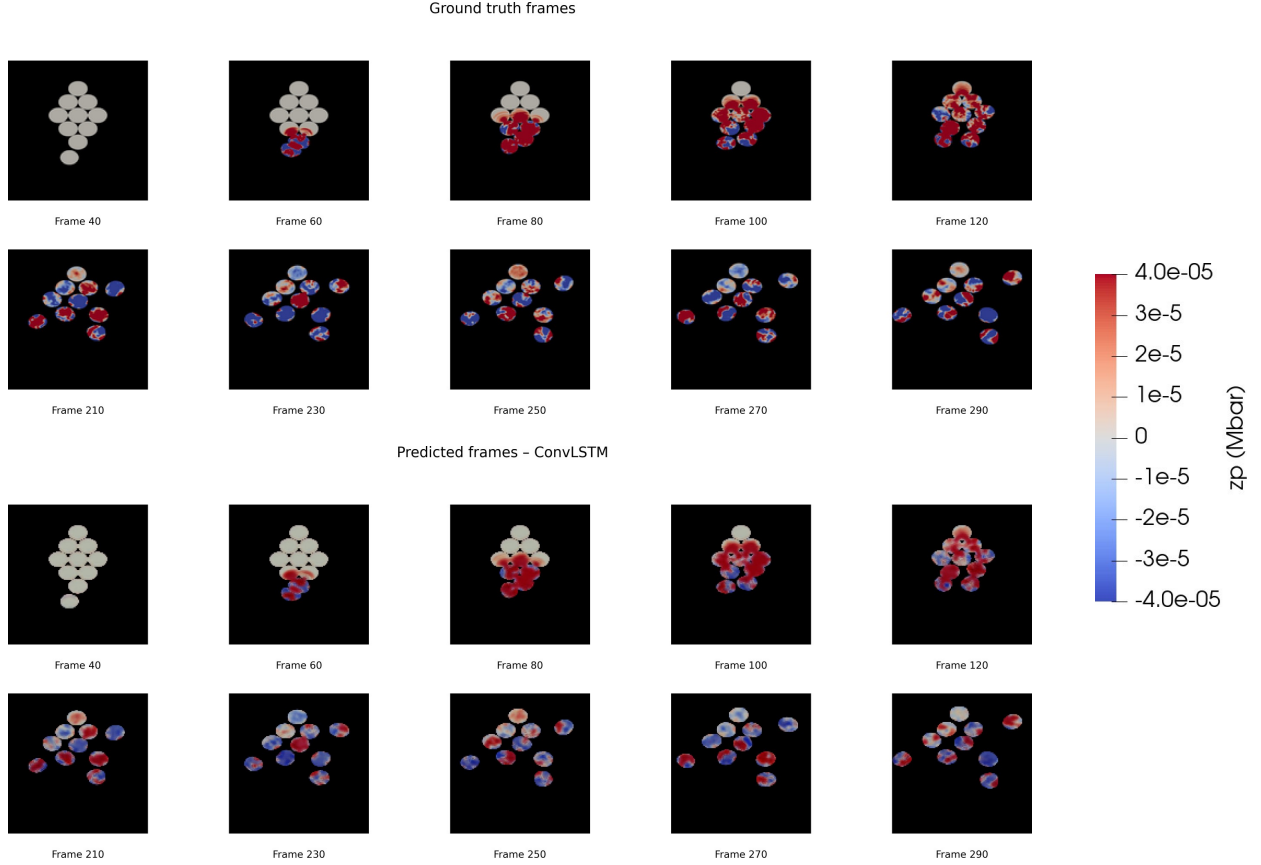 Ground truth frames
Frame 40
Frame 60
Frame 80
Frame 100
Frame 120
Frame 210
Frame 230
Frame 250
Frame 270
Frame 290
Predicted frames – ConvLSTM
Frame 40
Frame 60
Frame 80
Frame 100
Frame 120
Frame 210
Frame 230
Frame 250
Frame 270
Frame 290
4.0e-05
3e-5
2e-5
1e-5
0
-1e-5
-2e-5
-3e-5
-4.0e-05
zp (Mbar)